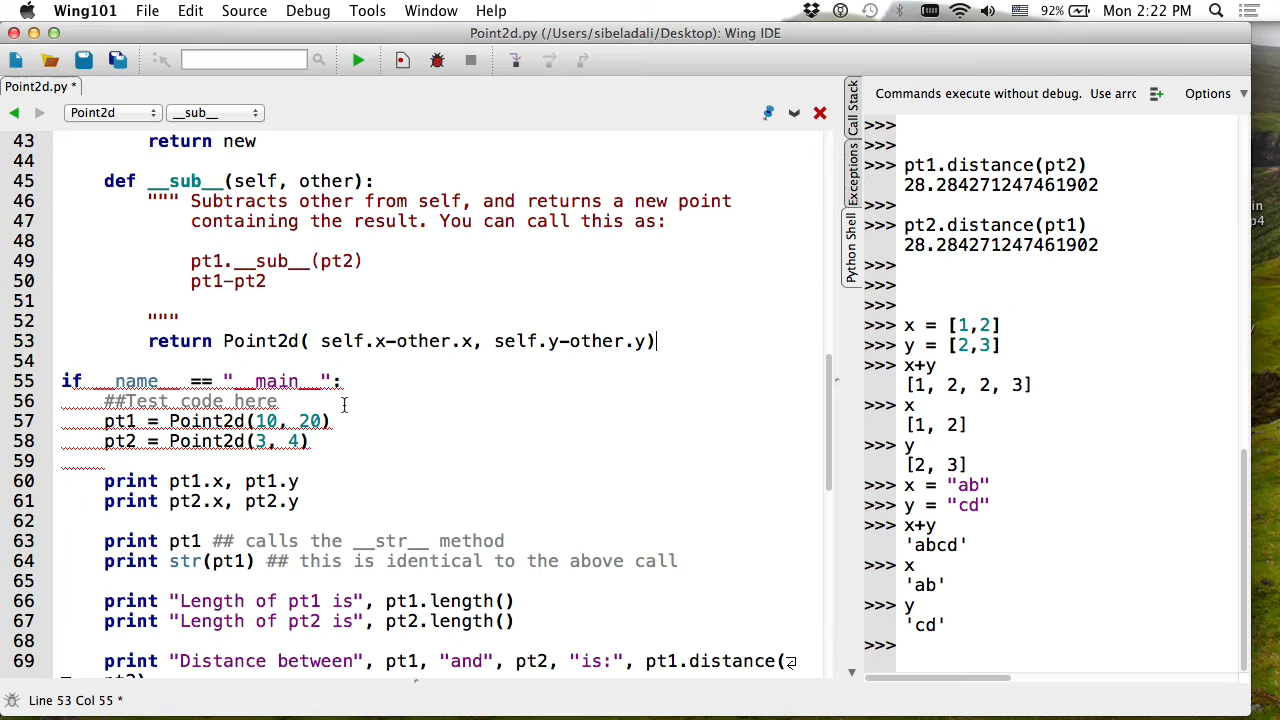 Wing101 File Edit Source Debug Tools Window Help 92% Mon 2:22 PM
Point2d.py (/Users/sibeladali/Desktop): Wing IDE
Point2d.py *
Point2d __sub__
43 return new
44
45 def __sub__(self, other):
46 """ Subtracts other from self, and returns a new point
47 containing the result. You can call this as:
48
49 pt1.__sub__(pt2)
50 pt1-pt2
51
52 """
53 return Point2d( self.x-other.x, self.y-other.y)
54
55 if __name__ == "__main__":
56 ##Test code here
57 pt1 = Point2d(10, 20)
58 pt2 = Point2d(3, 4)
59
60 print pt1.x, pt1.y
61 print pt2.x, pt2.y
62
63 print pt1 ## calls the __str__ method
64 print str(pt1) ## this is identical to the above call
65
66 print "Length of pt1 is", pt1.length()
67 print "Length of pt2 is", pt2.length()
68
69 print "Distance between", pt1, "and", pt2, "is:", pt1.distance(
Line 53 Col 55 *
Call Stack
Exceptions
Python Shell
Commands execute without debug. Use arrc Options
>>>
>>>
>>> pt1.distance(pt2)
28.284271247461902
>>>
>>> pt2.distance(pt1)
28.284271247461902
>>>
>>>
>>>
>>> x = [1,2]
>>> y = [2,3]
>>> x+y
[1, 2, 2, 3]
>>> x
[1, 2]
>>> y
[2, 3]
>>> x = "ab"
>>> y = "cd"
>>> x+y
'abcd'
>>> x
'ab'
>>> y
'cd'
>>>